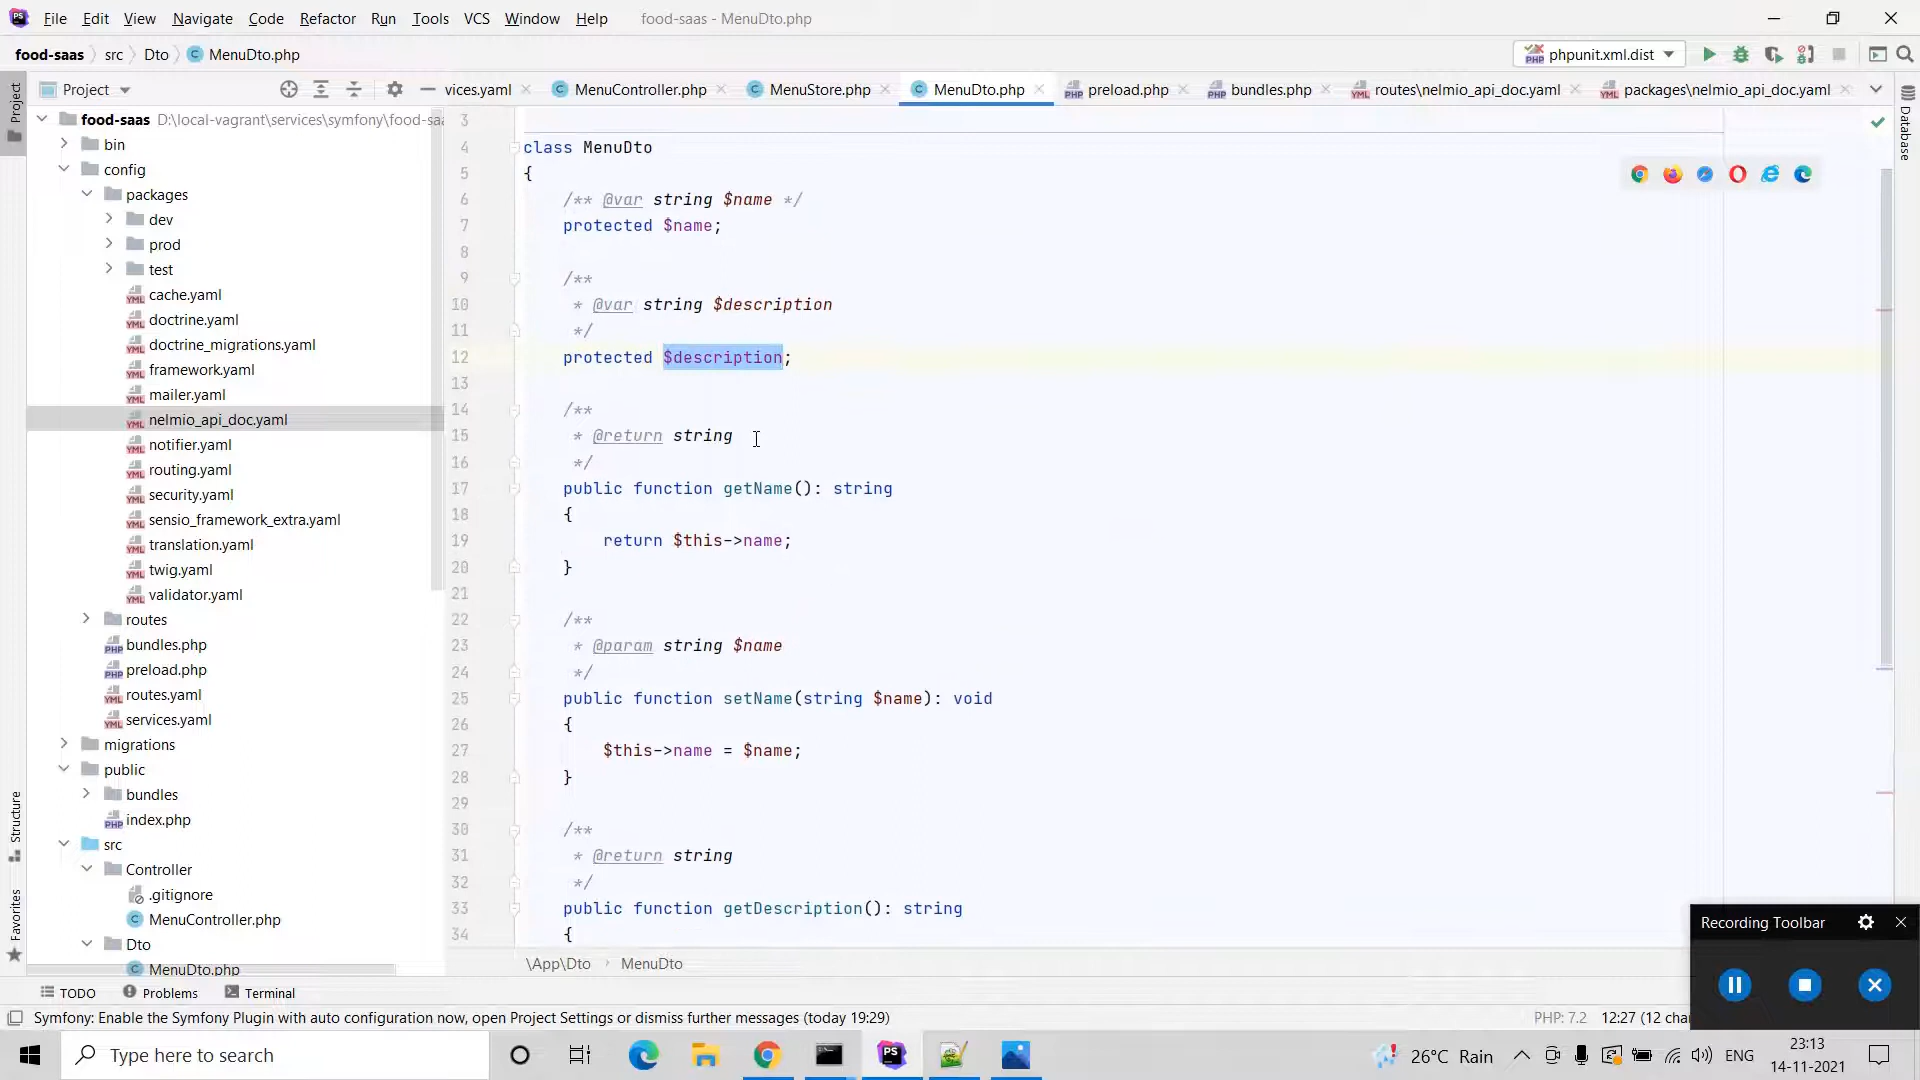 File Edit View Navigate Code Refactor Run Tools VCS Window Help food-saas - MenuDto.php
food-saas src Dto MenuDto.php phpunit.xml.dist
Project vices.yaml MenuController.php MenuStore.php MenuDto.php preload.php bundles.php routes\nelmio_api_doc.yaml packages\nelmio_api_doc.yaml
Project
Structure
Favorites
Database
food-saas D:\local-vagrant\services\symfony\food-saa
bin
config
packages
dev
prod
test
cache.yaml
doctrine.yaml
doctrine_migrations.yaml
framework.yaml
mailer.yaml
nelmio_api_doc.yaml
notifier.yaml
routing.yaml
security.yaml
sensio_framework_extra.yaml
translation.yaml
twig.yaml
validator.yaml
routes
bundles.php
preload.php
routes.yaml
services.yaml
migrations
public
bundles
index.php
src
Controller
.gitignore
MenuController.php
Dto
MenuDto.php
3
4 class MenuDto
5 {
6 /** @var string $name */
7 protected $name;
8
9 /**
10 * @var string $description
11 */
12 protected $description;
13
14 /**
15 * @return string
16 */
17 public function getName(): string
18 {
19 return $this->name;
20 }
21
22 /**
23 * @param string $name
24 */
25 public function setName(string $name): void
26 {
27 $this->name = $name;
28 }
29
30 /**
31 * @return string
32 */
33 public function getDescription(): string
34 {
\App\Dto MenuDto
Recording Toolbar
TODO Problems Terminal
Symfony: Enable the Symfony Plugin with auto configuration now, open Project Settings or dismiss further messages (today 19:29) PHP: 7.2 12:27 (12 char
Type here to search
26°C Rain ENG
23:13
14-11-2021